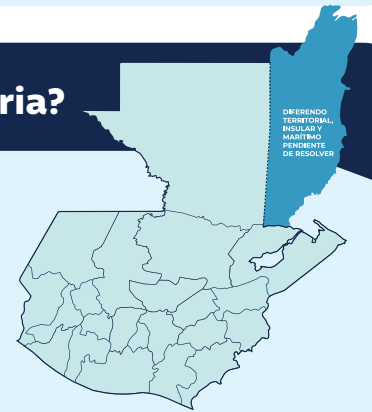 ria?
DIFERENDO
TERRITORIAL,
INSULAR Y
MARÍTIMO
PENDIENTE
DE RESOLVER